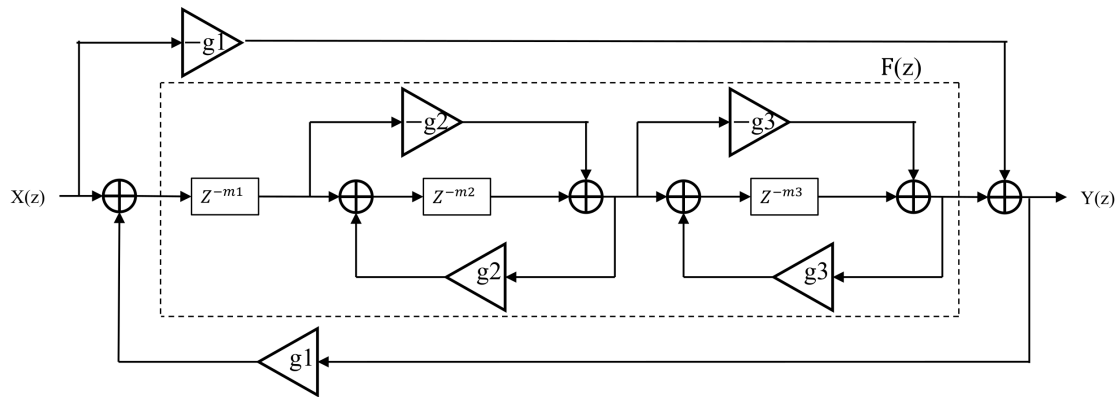 −g1
F(z)
−g2
−g3
X(z)
Z^{-m1}
Z^{-m2}
Z^{-m3}
Y(z)
g2
g3
g1